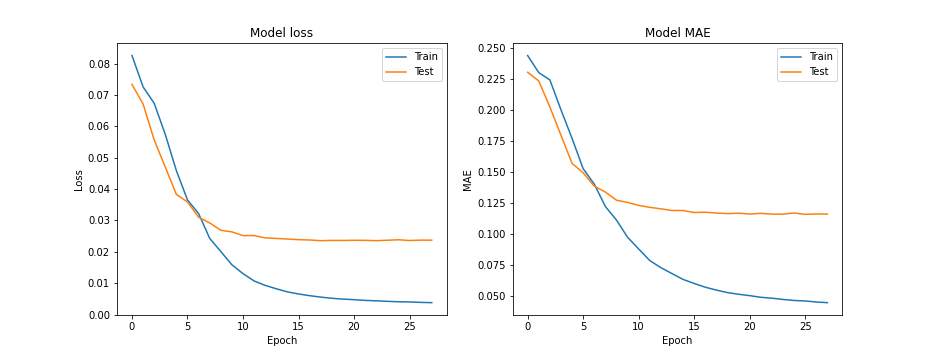 Model loss
Loss
0.08
0.07
0.06
0.05
0.04
0.03
0.02
0.01
0.00
0 5 10 15 20 25
Epoch
Train
Test
Model MAE
MAE
0.250
0.225
0.200
0.175
0.150
0.125
0.100
0.075
0.050
0 5 10 15 20 25
Epoch
Train
Test